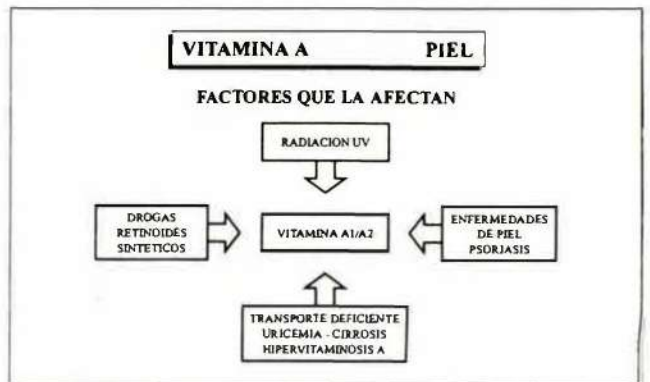 VITAMINA A PIEL
FACTORES QUE LA AFECTAN
RADIACION UV
DROGAS
RETINOIDES
SINTETICOS
VITAMINA A1/A2
ENFERMEDADES
DE PIEL
PSORIASIS
TRANSPORTE DEFICIENTE
URICEMIA - CIRROSIS
HIPERVITAMINOSIS A